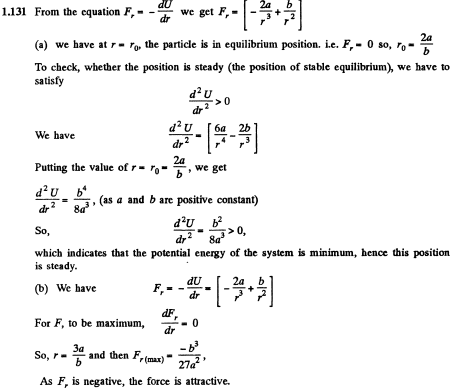 1.131 From the equation F_r = - dU/dr we get F_r = [- 2a/r^3 + b/r^2]
(a) we have at r = r_0, the particle is in equilibrium position. i.e. F_r = 0 so, r_0 = 2a/b
To check, whether the position is steady (the position of stable equilibrium), we have to
satisfy
d^2 U/dr^2 > 0
We have d^2 U/dr^2 = [6a/r^4 - 2b/r^3]
Putting the value of r = r_0 = 2a/b, we get
d^2 U/dr^2 = b^4/8a^3, (as a and b are positive constant)
So, d^2U/dr^2 = b^2/8a^3 > 0,
which indicates that the potential energy of the system is minimum, hence this position
is steady.
(b) We have F_r = - dU/dr = [- 2a/r^3 + b/r^2]
For F, to be maximum, dF_r/dr = 0
So, r = 3a/b and then F_r (max) = -b^3/27a^2,
As F_r is negative, the force is attractive.